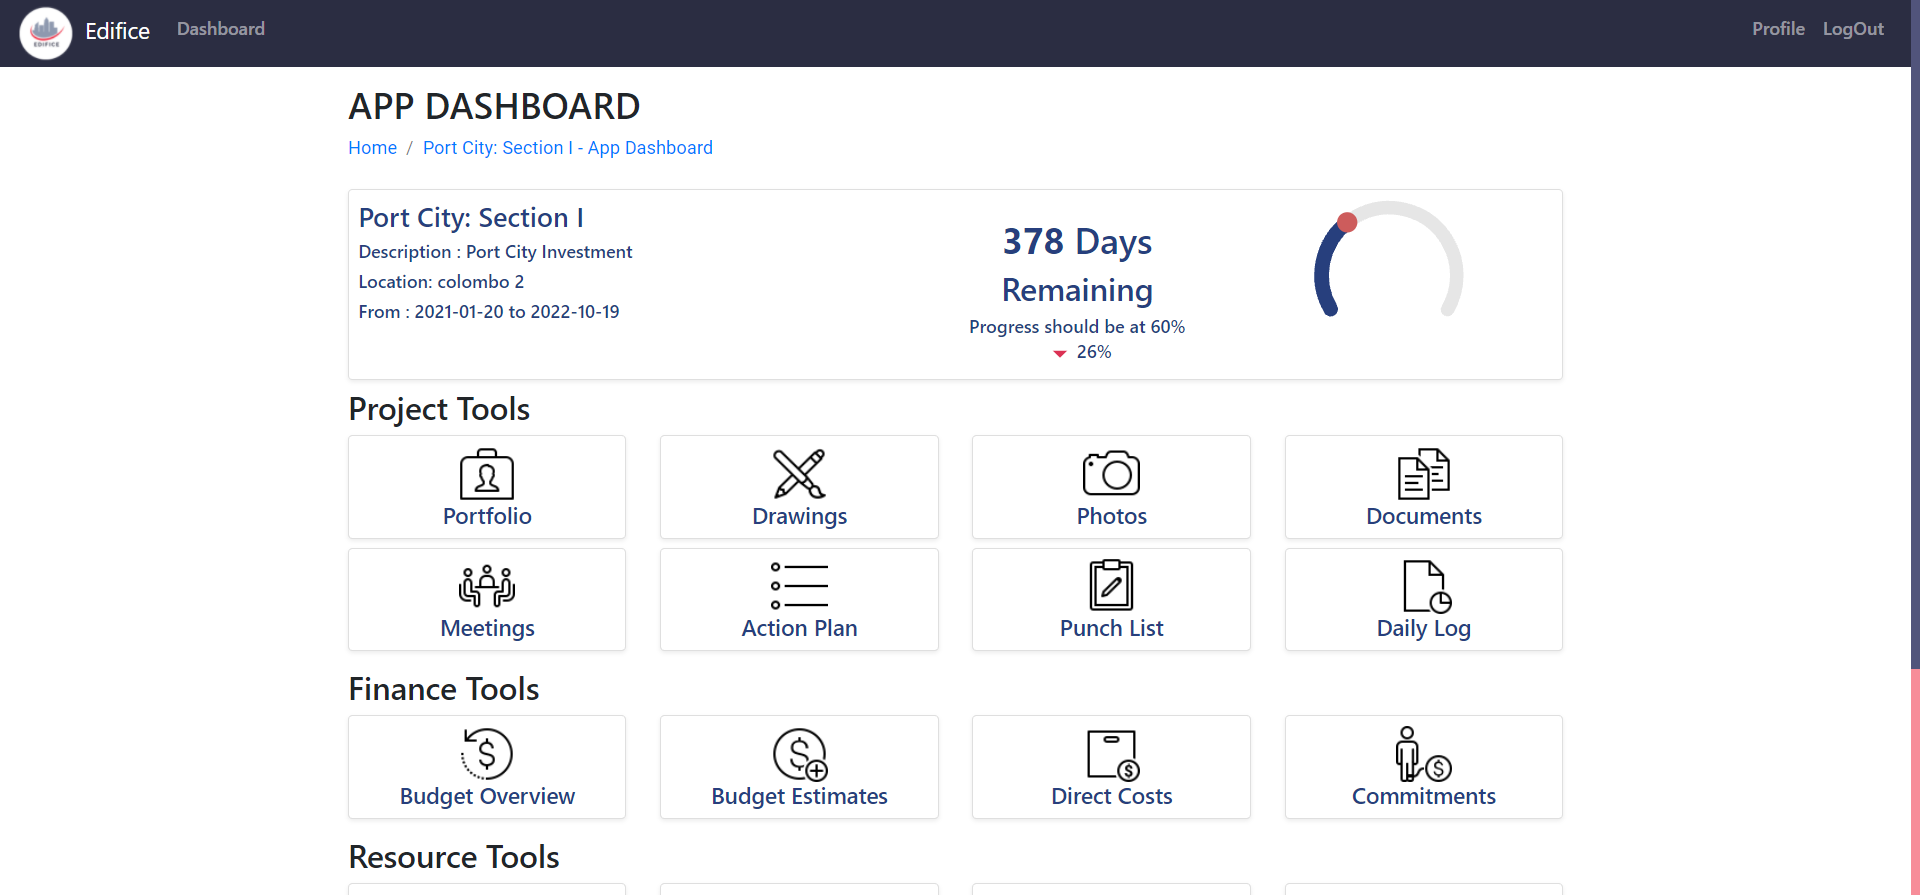 EDIFICE
Edifice
Dashboard
Profile
LogOut
APP DASHBOARD
Home / Port City: Section I - App Dashboard
Port City: Section I
Description : Port City Investment
Location: colombo 2
From : 2021-01-20 to 2022-10-19
378 Days
Remaining
Progress should be at 60%
26%
Project Tools
Portfolio
Drawings
Photos
Documents
Meetings
Action Plan
Punch List
Daily Log
Finance Tools
Budget Overview
Budget Estimates
Direct Costs
Commitments
Resource Tools